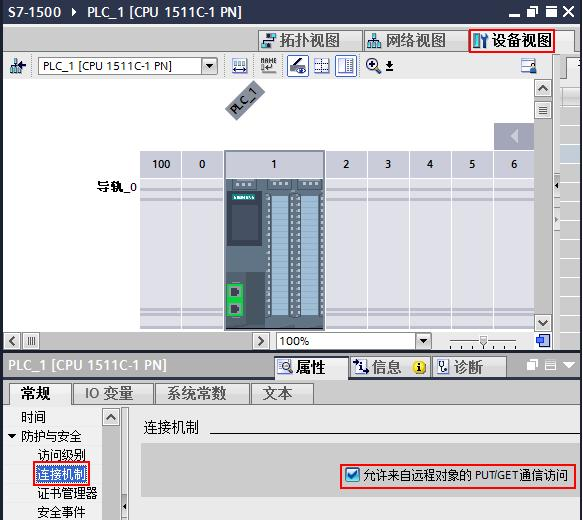 S7-1500 ▸ PLC_1 [CPU 1511C-1 PN]
拓扑视图 网络视图 设备视图
PLC_1 [CPU 1511C-1 PN]
PLC_1
100 0 1 2 3 4 5 6
导轨_0
SIEMENS
100%
PLC_1 [CPU 1511C-1 PN]
属性 信息 诊断
常规 IO 变量 系统常数 文本
时间
防护与安全
访问级别
连接机制
证书管理器
安全事件
连接机制
允许来自远程对象的 PUT/GET 通信访问